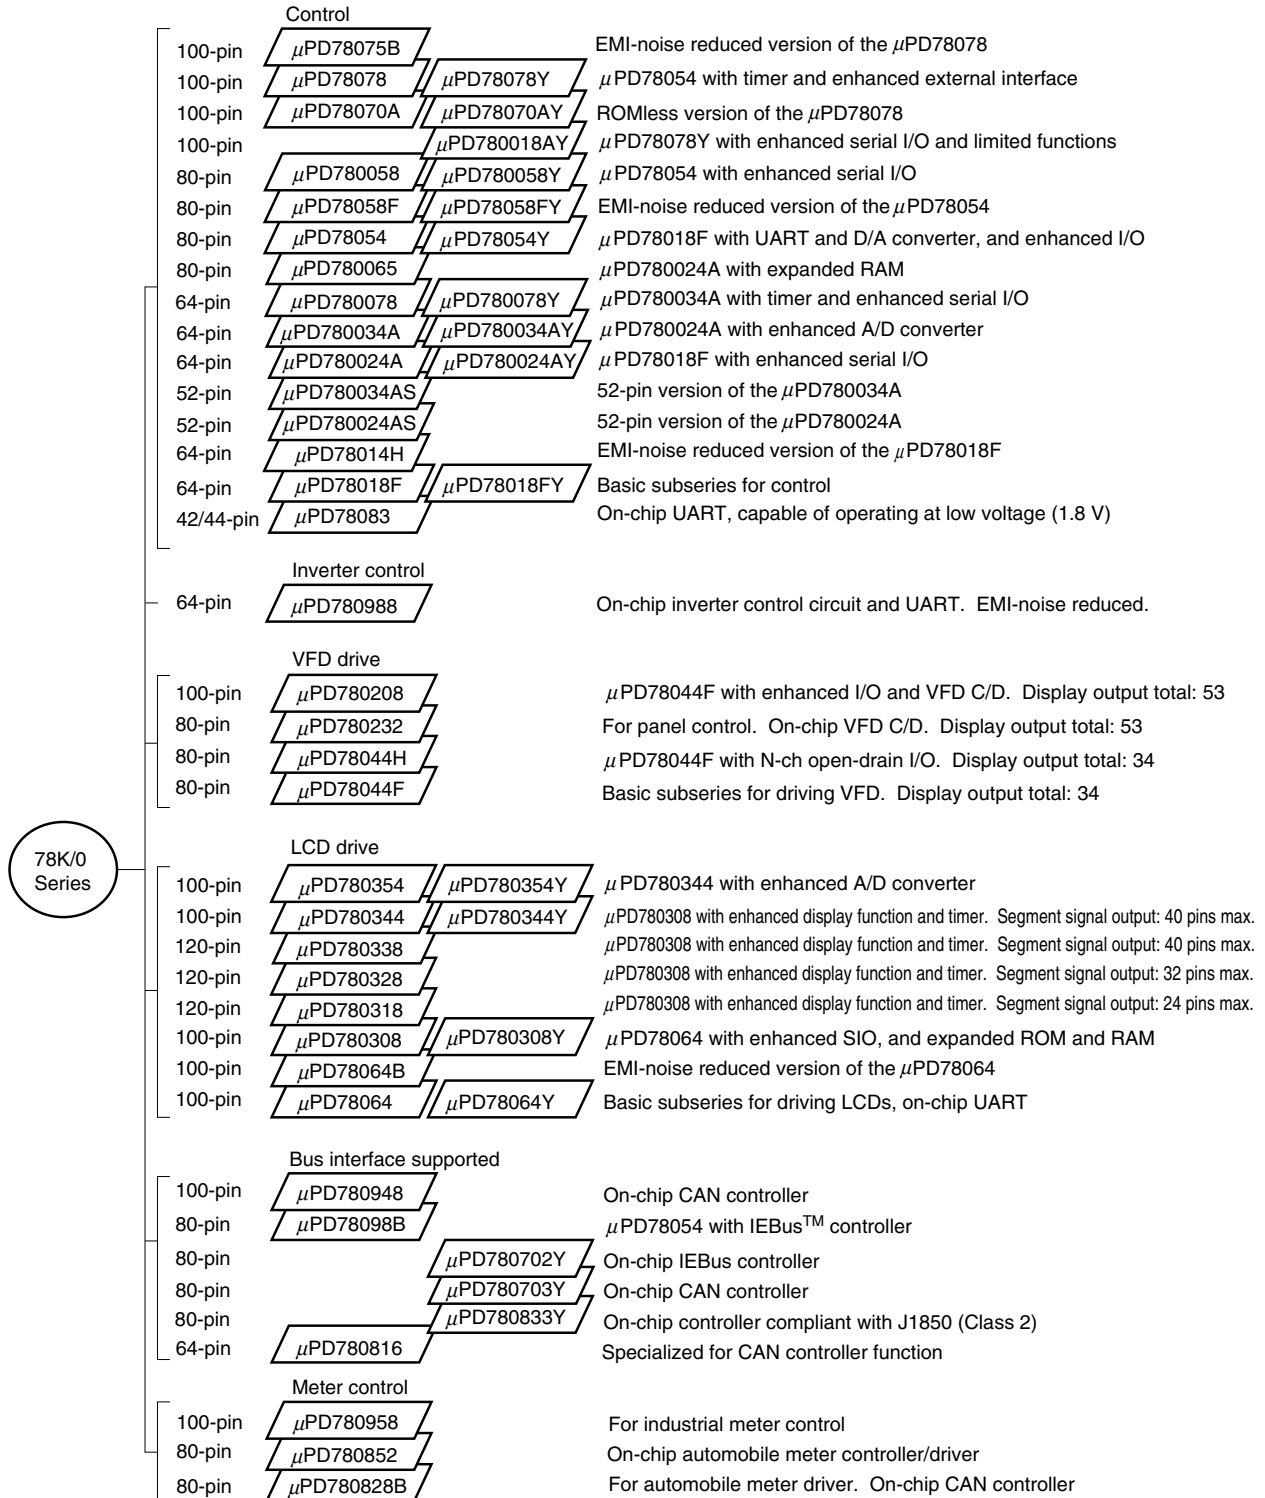 Control
100-pin μPD78075B EMI-noise reduced version of the μPD78078
100-pin μPD78078 μPD78078Y μPD78054 with timer and enhanced external interface
100-pin μPD78070A μPD78070AY ROMless version of the μPD78078
100-pin μPD780018AY μPD78078Y with enhanced serial I/O and limited functions
80-pin μPD780058 μPD780058Y μPD78054 with enhanced serial I/O
80-pin μPD78058F μPD78058FY EMI-noise reduced version of the μPD78054
80-pin μPD78054 μPD78054Y μPD78018F with UART and D/A converter, and enhanced I/O
80-pin μPD780065 μPD780024A with expanded RAM
64-pin μPD780078 μPD780078Y μPD780034A with timer and enhanced serial I/O
64-pin μPD780034A μPD780034AY μPD780024A with enhanced A/D converter
64-pin μPD780024A μPD780024AY μPD78018F with enhanced serial I/O
52-pin μPD780034AS 52-pin version of the μPD780034A
52-pin μPD780024AS 52-pin version of the μPD780024A
64-pin μPD78014H EMI-noise reduced version of the μPD78018F
64-pin μPD78018F μPD78018FY Basic subseries for control
42/44-pin μPD78083 On-chip UART, capable of operating at low voltage (1.8 V)
Inverter control
64-pin μPD780988 On-chip inverter control circuit and UART. EMI-noise reduced.
VFD drive
100-pin μPD780208 μPD78044F with enhanced I/O and VFD C/D. Display output total: 53
80-pin μPD780232 For panel control. On-chip VFD C/D. Display output total: 53
80-pin μPD78044H μPD78044F with N-ch open-drain I/O. Display output total: 34
80-pin μPD78044F Basic subseries for driving VFD. Display output total: 34
78K/0
Series
LCD drive
100-pin μPD780354 μPD780354Y μPD780344 with enhanced A/D converter
100-pin μPD780344 μPD780344Y μPD780308 with enhanced display function and timer. Segment signal output: 40 pins max.
120-pin μPD780338 μPD780308 with enhanced display function and timer. Segment signal output: 40 pins max.
120-pin μPD780328 μPD780308 with enhanced display function and timer. Segment signal output: 32 pins max.
120-pin μPD780318 μPD780308 with enhanced display function and timer. Segment signal output: 24 pins max.
100-pin μPD780308 μPD780308Y μPD78064 with enhanced SIO, and expanded ROM and RAM
100-pin μPD78064B EMI-noise reduced version of the μPD78064
100-pin μPD78064 μPD78064Y Basic subseries for driving LCDs, on-chip UART
Bus interface supported
100-pin μPD780948 On-chip CAN controller
80-pin μPD78098B μPD78054 with IEBus™ controller
80-pin μPD780702Y On-chip IEBus controller
80-pin μPD780703Y On-chip CAN controller
80-pin μPD780833Y On-chip controller compliant with J1850 (Class 2)
64-pin μPD780816 Specialized for CAN controller function
Meter control
100-pin μPD780958 For industrial meter control
80-pin μPD780852 On-chip automobile meter controller/driver
80-pin μPD780828B For automobile meter driver. On-chip CAN controller